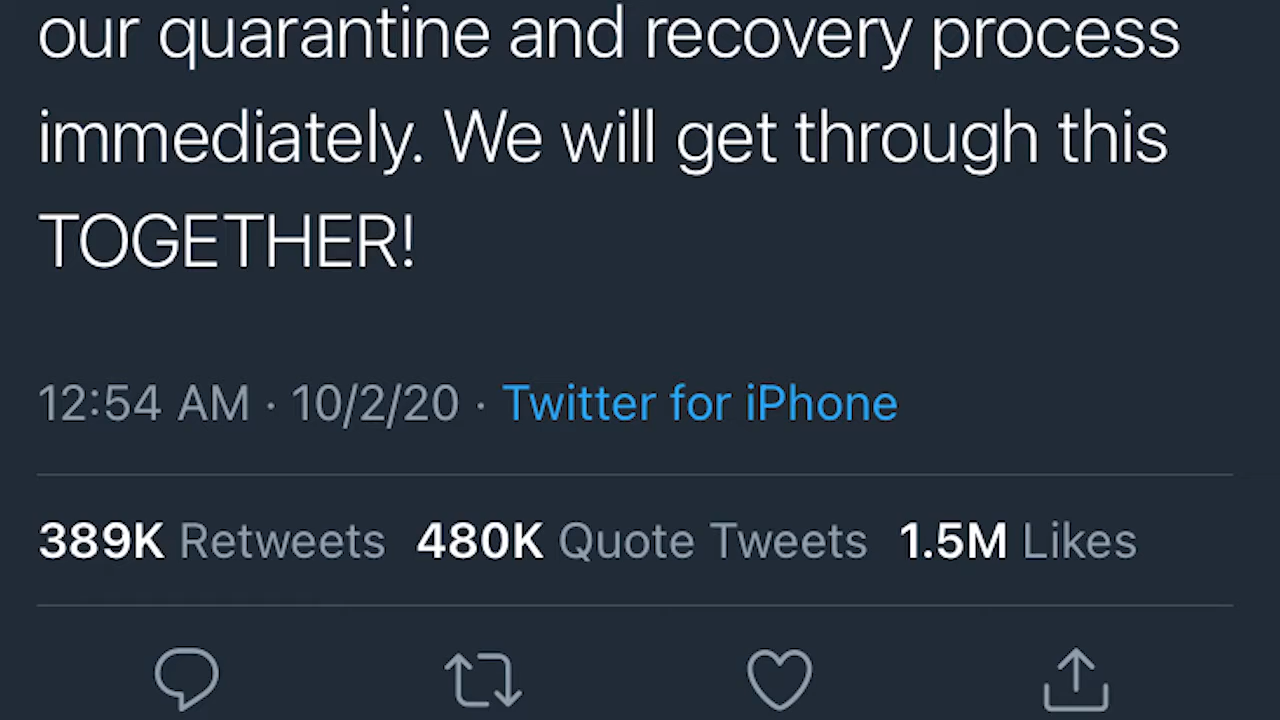 our quarantine and recovery process
immediately. We will get through this
TOGETHER!
12:54 AM · 10/2/20 · Twitter for iPhone
389K Retweets 480K Quote Tweets 1.5M Likes